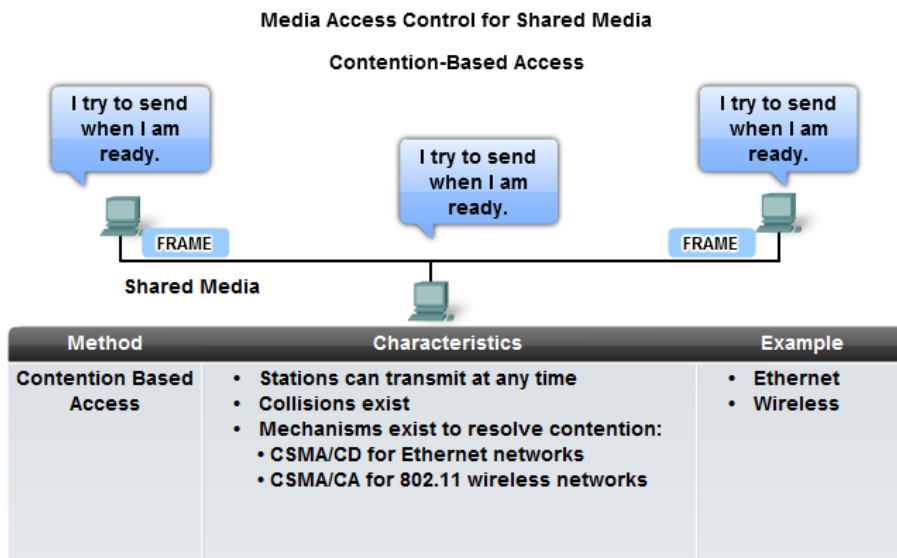 Media Access Control for Shared Media
Contention-Based Access
I try to send
when I am
ready.
I try to send
when I am
ready.
I try to send
when I am
ready.
FRAME
FRAME
Shared Media
Method
Characteristics
Example
Contention Based
Access
• Stations can transmit at any time
• Collisions exist
• Mechanisms exist to resolve contention:
• CSMA/CD for Ethernet networks
• CSMA/CA for 802.11 wireless networks
• Ethernet
• Wireless